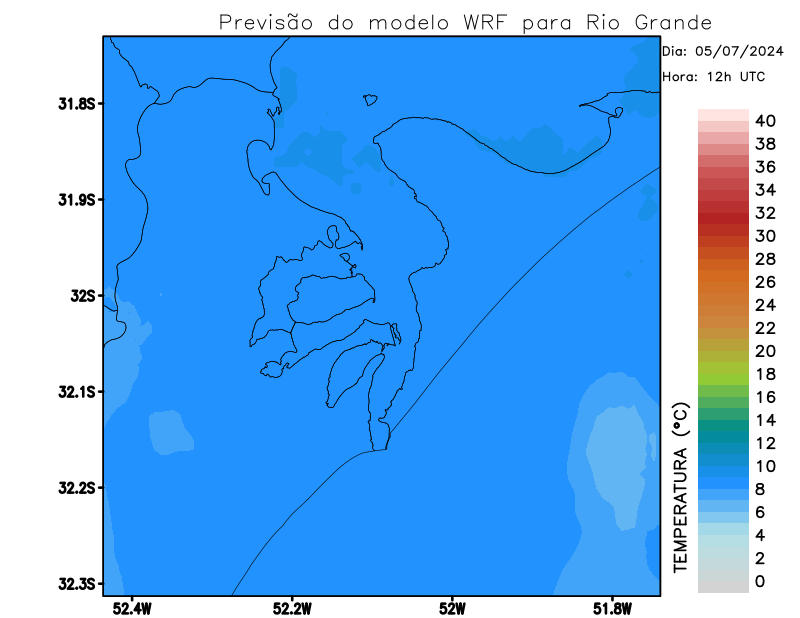 Previsão do modelo WRF para Rio Grande
Dia: 05/07/2024
Hora: 12h UTC
31.8S
31.9S
32S
32.1S
32.2S
32.3S
52.4W
52.2W
52W
51.8W
TEMPERATURA (°C)
40
38
36
34
32
30
28
26
24
22
20
18
16
14
12
10
8
6
4
2
0